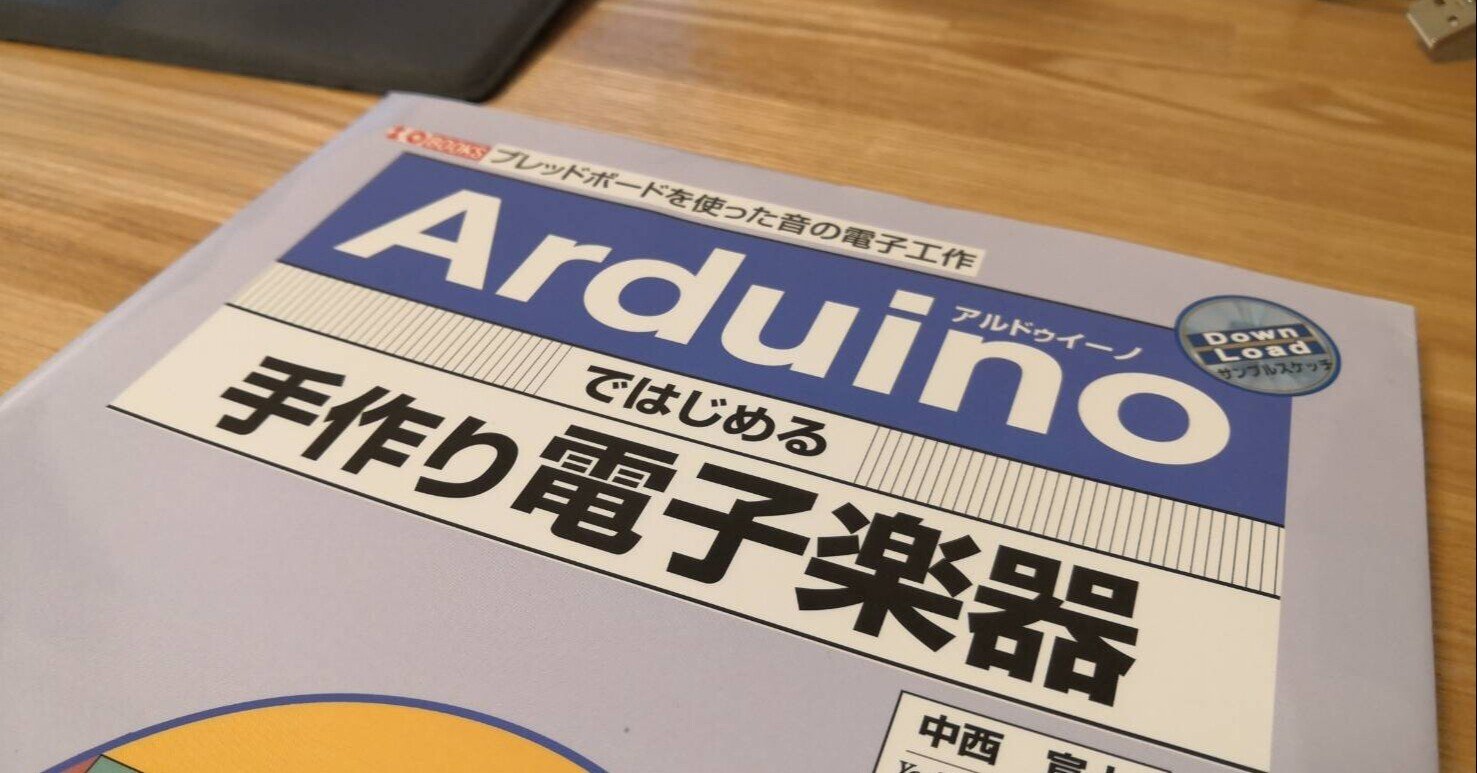 I/O BOOKS
ブレッドボードを使った音の電子工作
Arduino
アルドゥイーノ
Down
Load
サンプルスケッチ
ではじめる
手作り電子楽器
中西